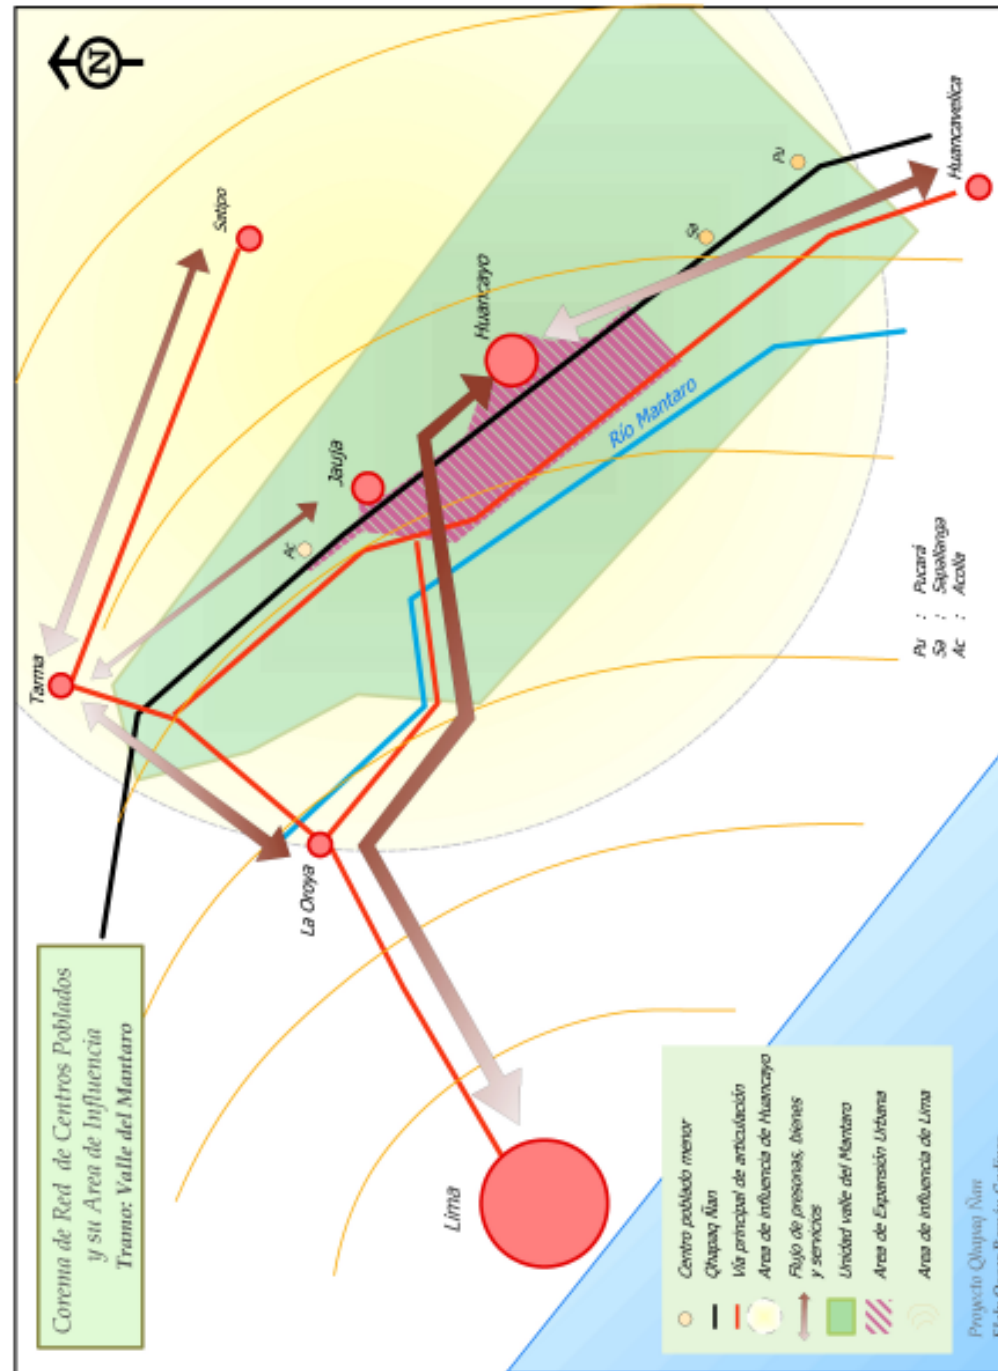 Corema de Red de Centros Poblados
y su Area de Influencia
Tramo: Valle del Mantaro
N
Tarma
Satipo
La Oroya
Ac
Jauja
Huancayo
Lima
Río Mantaro
Sa
Pu
Huancavelica
Centro poblado menor
Qhapaq Ñan
Vía principal de articulación
Area de influencia de Huancayo
Flujo de presonas, bienes
y servicios
Unidad valle del Mantaro
Area de Expansión Urbana
Area de influencia de Lima
Pu : Pucará
Sa : Sapallanga
Ac : Acolla
Proyecto Qhapaq Ñan